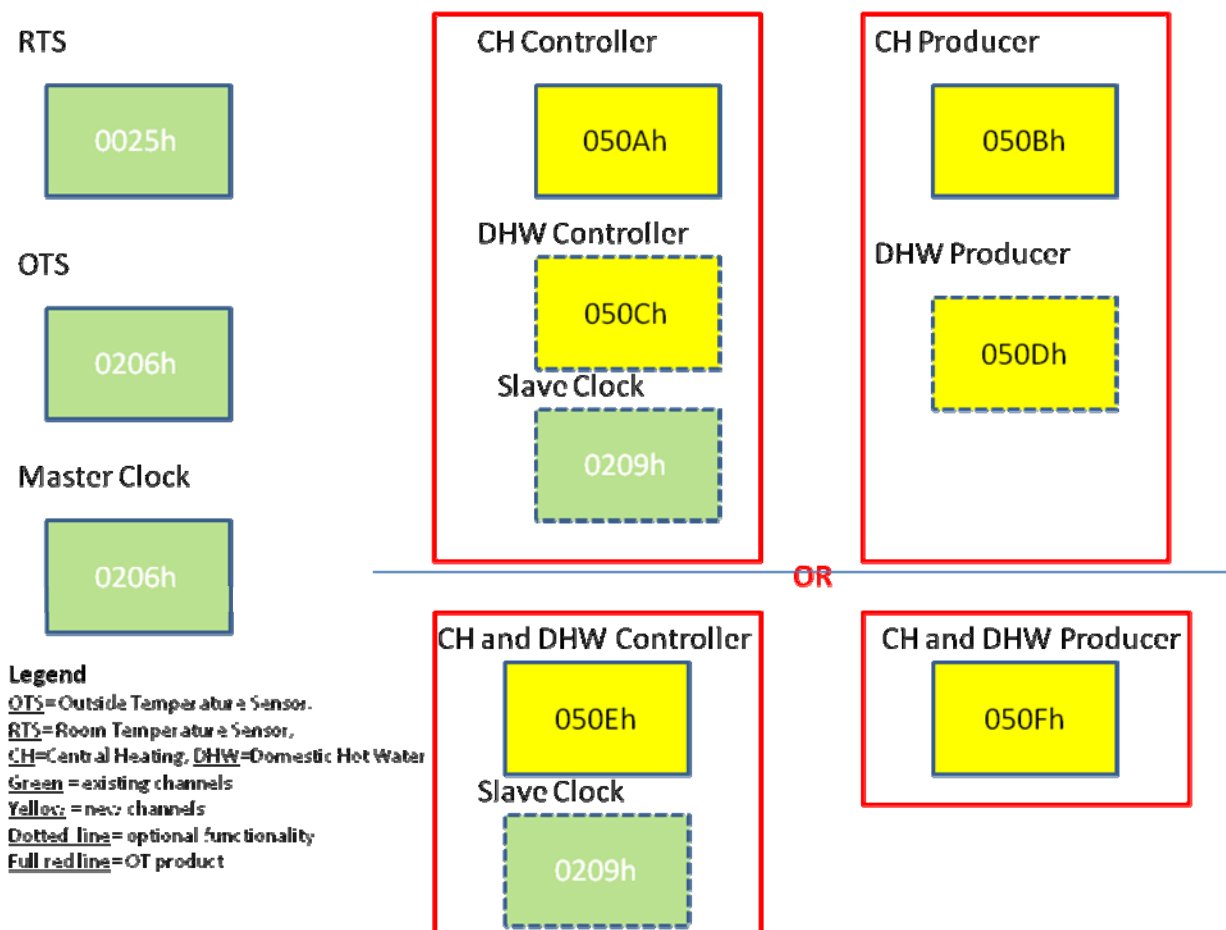 RTS
0025h
OTS
0206h
Master Clock
0206h
CH Controller
050Ah
DHW Controller
050Ch
Slave Clock
0209h
CH Producer
050Bh
DHW Producer
050Dh
OR
CH and DHW Controller
050Eh
Slave Clock
0209h
CH and DHW Producer
050Fh
Legend
OTS=Outside Temperature Sensor.
RTS=Room Temperature Sensor,
CH=Central Heating, DHW=Domestic Hot Water
Green =existing channels
Yellow =new channels
Dotted line= optional functionality
Full red line=OT product